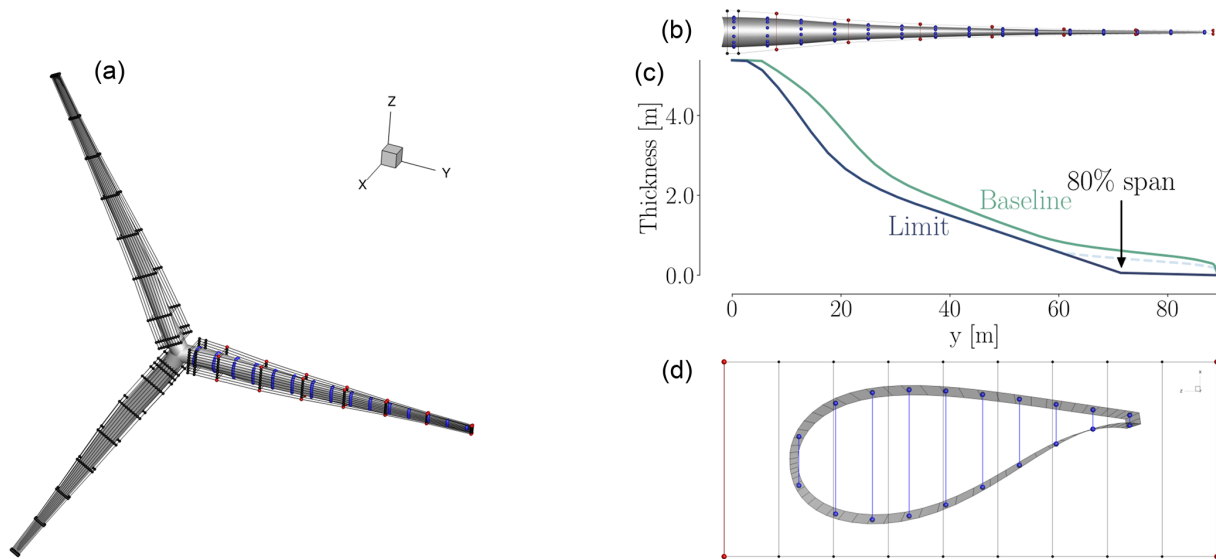 (a)
Z
Y
X
(b)
(c)
Thickness [m]
4.0
2.0
0.0
80% span
Baseline
Limit
0
20
40
60
80
y [m]
(d)